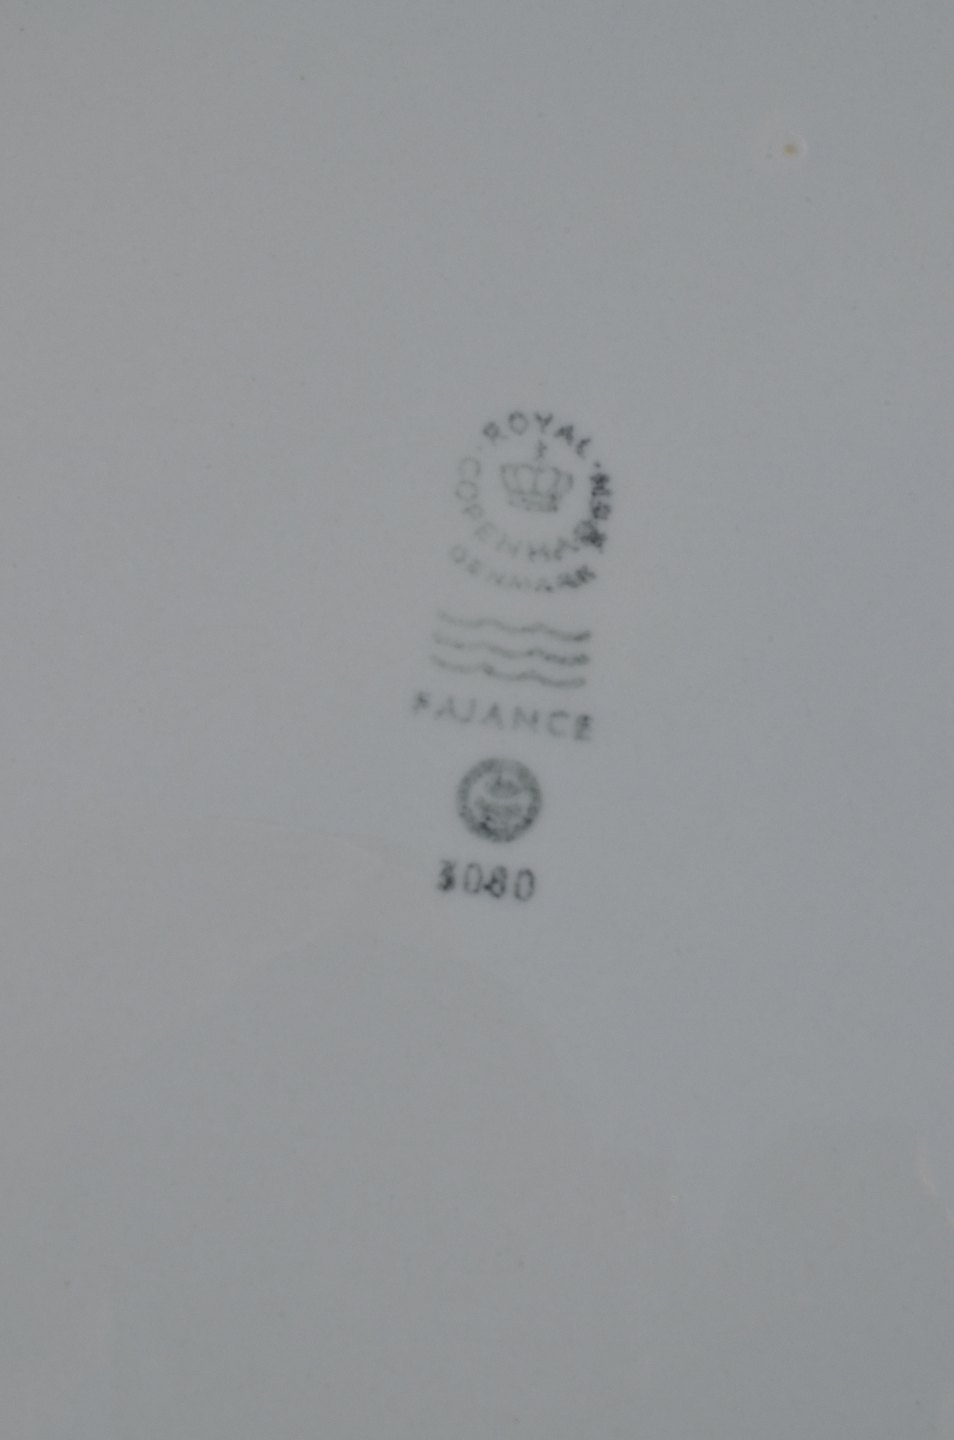 ROYAL
COPENHAGEN
DENMARK
FAJANCE
3080